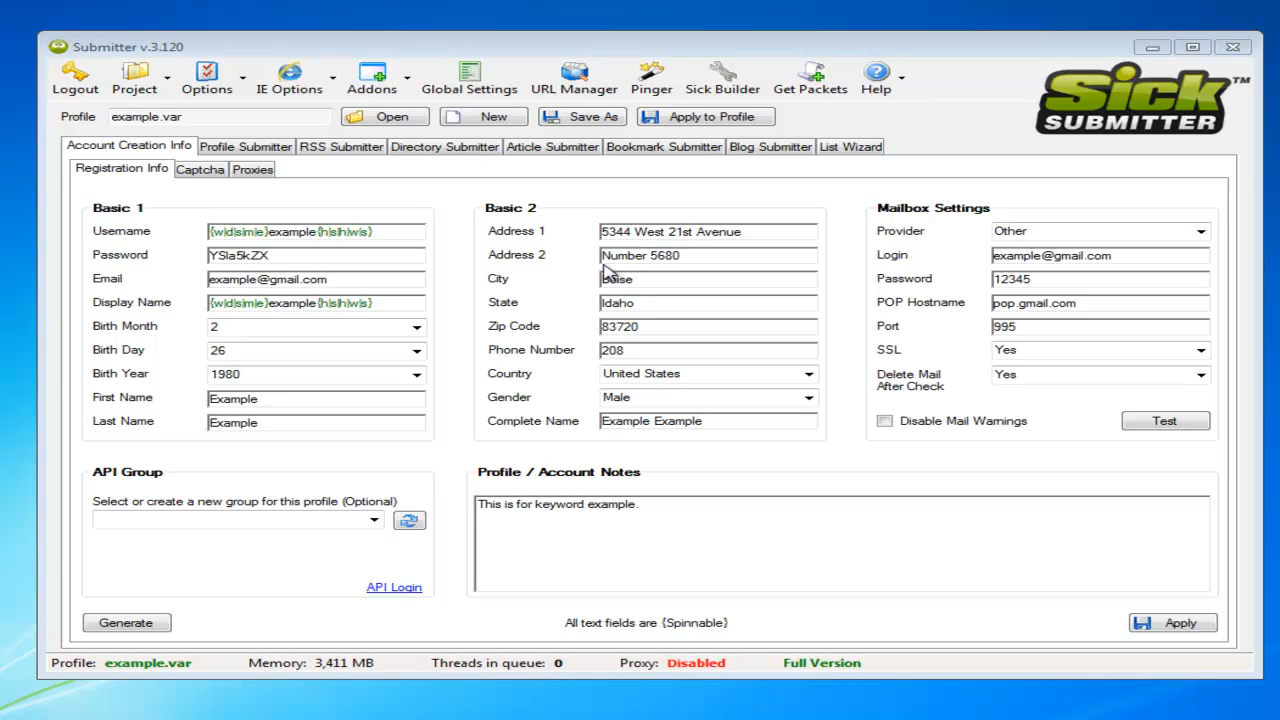 Submitter v.3.120
Logout Project Options IE Options Addons Global Settings URL Manager Pinger Sick Builder Get Packets Help
Sick™
SUBMITTER
Profile example.var Open New Save As Apply to Profile
Account Creation Info Profile Submitter RSS Submitter Directory Submitter Article Submitter Bookmark Submitter Blog Submitter List Wizard
Registration Info Captcha Proxies
Basic 1
Username {w|d|s|m|e}example{h|s|h|w|s}
Password YSla5kZX
Email example@gmail.com
Display Name {w|d|s|m|e}example{h|s|h|w|s}
Birth Month 2
Birth Day 26
Birth Year 1980
First Name Example
Last Name Example
Basic 2
Address 1 5344 West 21st Avenue
Address 2 Number 5680
City Boise
State Idaho
Zip Code 83720
Phone Number 208
Country United States
Gender Male
Complete Name Example Example
Mailbox Settings
Provider Other
Login example@gmail.com
Password 12345
POP Hostname pop.gmail.com
Port 995
SSL Yes
Delete Mail
After Check Yes
Disable Mail Warnings Test
API Group
Select or create a new group for this profile (Optional)
API Login
Profile / Account Notes
This is for keyword example.
Generate All text fields are {Spinnable} Apply
Profile: example.var Memory: 3,411 MB Threads in queue: 0 Proxy: Disabled Full Version